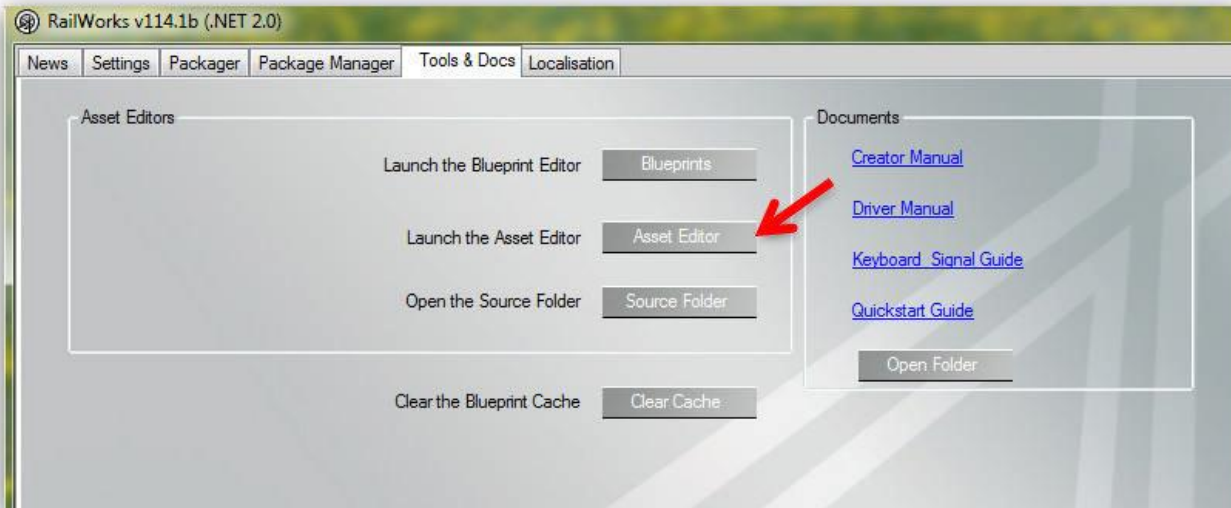 RailWorks v114.1b (.NET 2.0)
News Settings Packager Package Manager Tools & Docs Localisation
Asset Editors
Launch the Blueprint Editor Blueprints
Launch the Asset Editor Asset Editor
Open the Source Folder Source Folder
Clear the Blueprint Cache Clear Cache
Documents
Creator Manual
Driver Manual
Keyboard_Signal Guide
Quickstart Guide
Open Folder